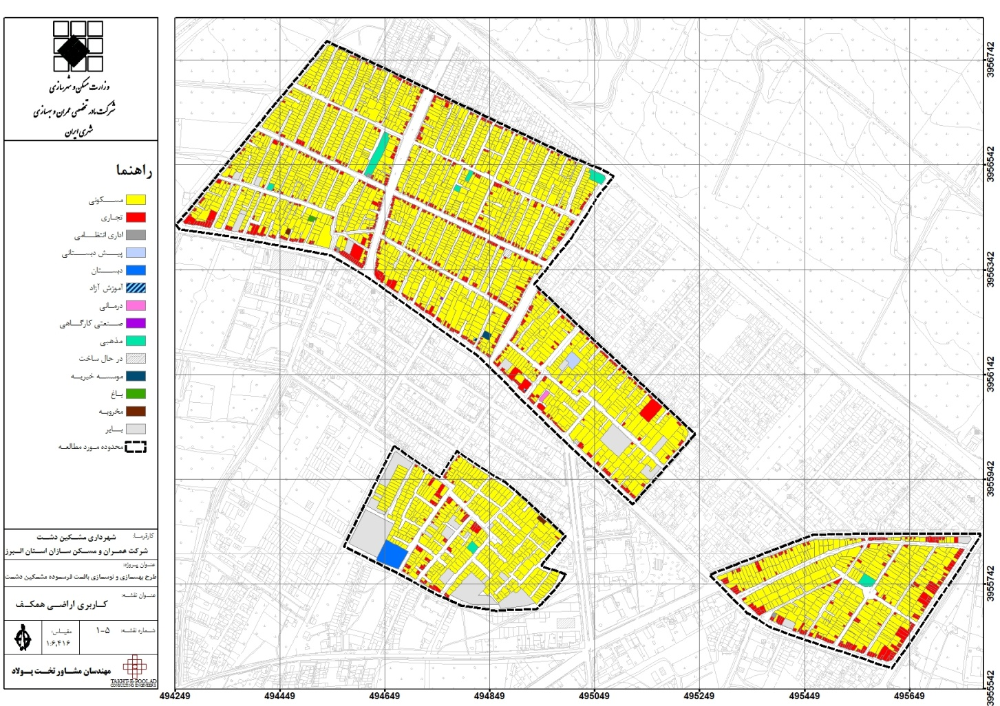 وزارت مسکن و شهرسازی
شرکت مادر تخصصی عمران و بهسازی
شهری ایران
راهنما
مسکونی
تجاری
اداری انتظامی
پیش دبستانی
دبستان
آموزش آزاد
درمانی
صنعتی کارگاهی
مذهبی
در حال ساخت
موسسه خیریه
باغ
مخروبه
بایر
محدوده مورد مطالعه
کارفرما: شهرداری مشکین دشت
شرکت عمران و مسکن سازان استان البرز
عنوان پروژه:
طرح بهسازی و نوسازی بافت فرسوده مشکین دشت
عنوان نقشه:
کاربری اراضی همکف
شماره نقشه: ۱-۵
مقیاس:
۱:۶,۴۱۶
مهندسان مشاور تخت پولاد
TAKHT-E-POOLAD
CONSULTING ENGINEERS
3956742
3956542
3956342
3956142
3955942
3955742
3955542
494249 494449 494649 494849 495049 495249 495449 495649